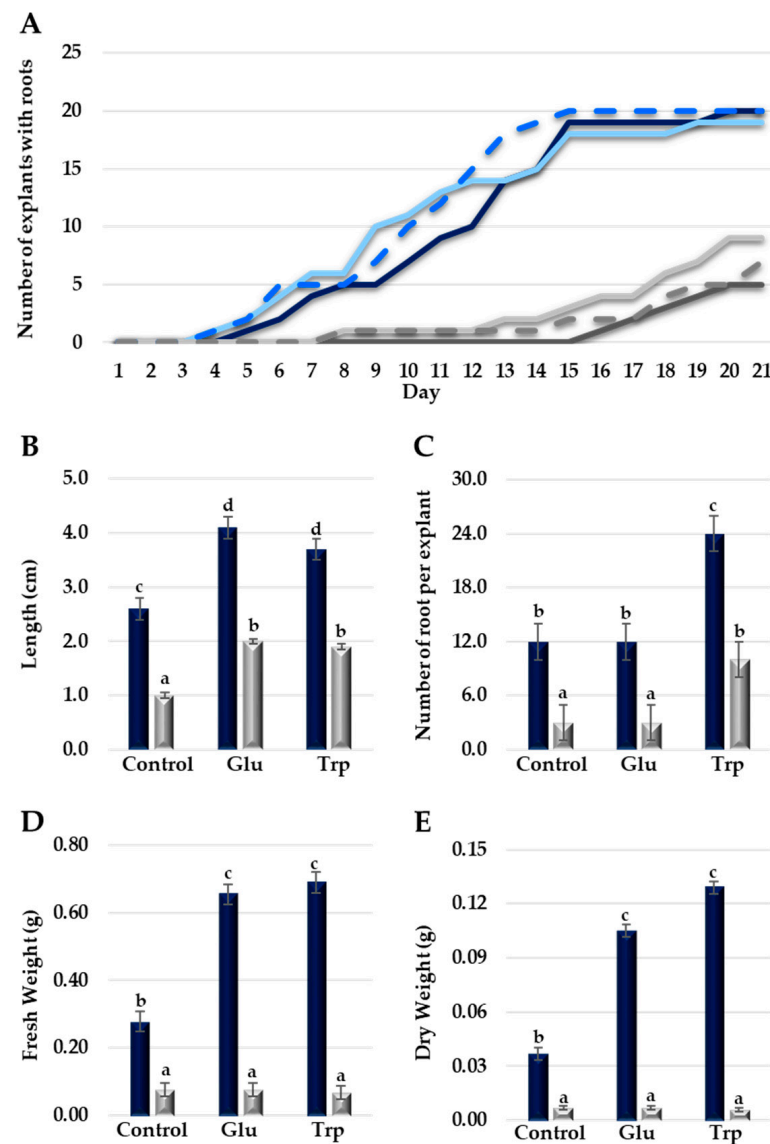 A
Number of explants with roots
25
20
15
10
5
0
1 2 3 4 5 6 7 8 9 10 11 12 13 14 15 16 17 18 19 20 21
Day
B
Length (cm)
5.0
4.0
3.0
2.0
1.0
0.0
c
a
d
b
d
b
Control Glu Trp
C
Number of root per explant
30.0
24.0
18.0
12.0
6.0
0.0
b
a
b
a
c
b
Control Glu Trp
D
Fresh Weight (g)
0.80
0.60
0.40
0.20
0.00
b
a
c
a
c
a
Control Glu Trp
E
Dry Weight (g)
0.15
0.12
0.09
0.06
0.03
0.00
b
a
c
a
c
a
Control Glu Trp